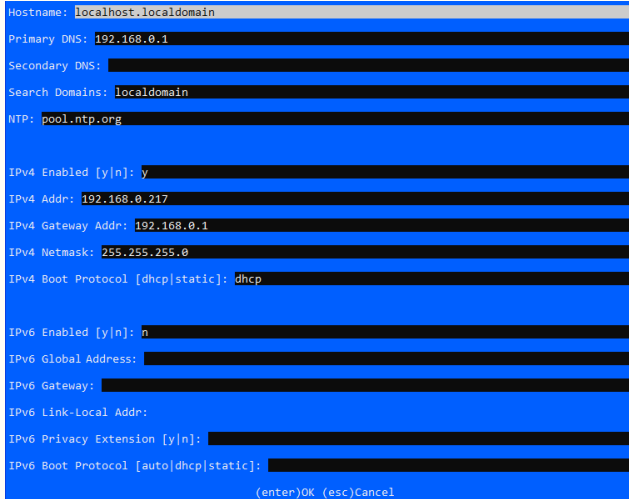 Hostname: localhost.localdomain
Primary DNS: 192.168.0.1
Secondary DNS:
Search Domains: localdomain
NTP: pool.ntp.org
IPv4 Enabled [y|n]: y
IPv4 Addr: 192.168.0.217
IPv4 Gateway Addr: 192.168.0.1
IPv4 Netmask: 255.255.255.0
IPv4 Boot Protocol [dhcp|static]: dhcp
IPv6 Enabled [y|n]: n
IPv6 Global Address:
IPv6 Gateway:
IPv6 Link-Local Addr:
IPv6 Privacy Extension [y|n]:
IPv6 Boot Protocol [auto|dhcp|static]:
(enter)OK (esc)Cancel